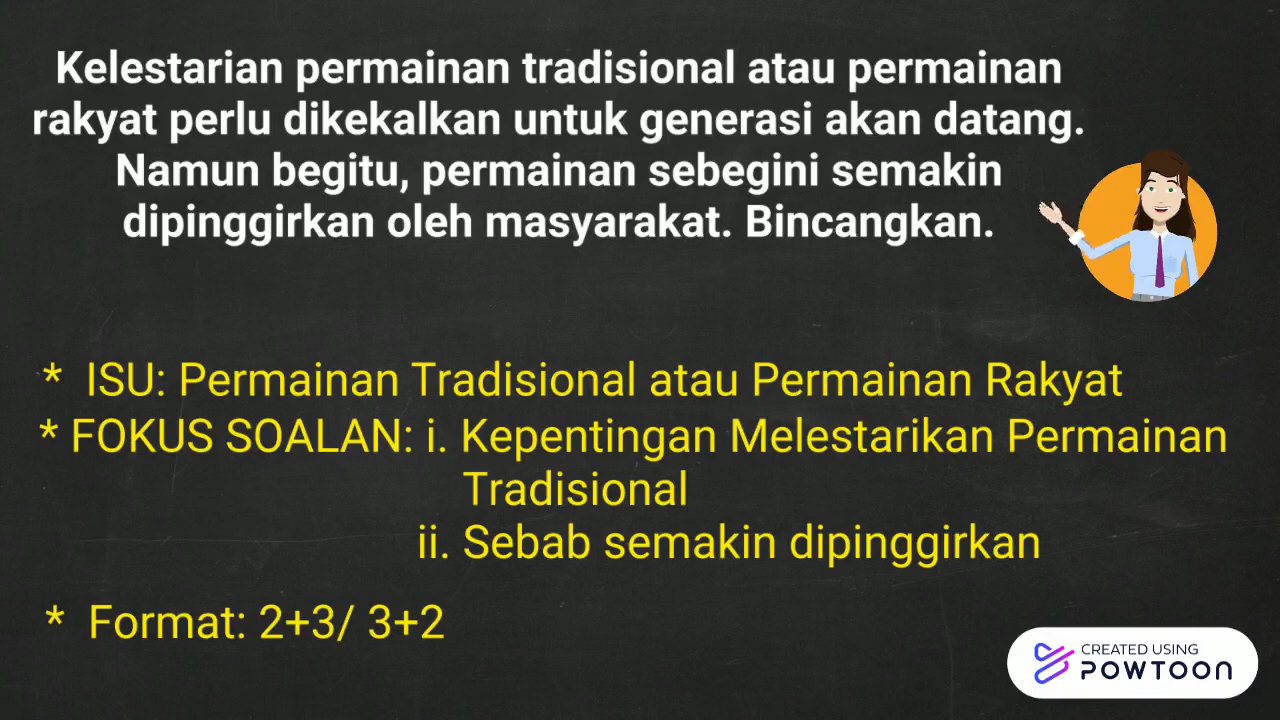 Kelestarian permainan tradisional atau permainan
rakyat perlu dikekalkan untuk generasi akan datang.
Namun begitu, permainan sebegini semakin
dipinggirkan oleh masyarakat. Bincangkan.
* ISU: Permainan Tradisional atau Permainan Rakyat
* FOKUS SOALAN: i. Kepentingan Melestarikan Permainan
Tradisional
ii. Sebab semakin dipinggirkan
* Format: 2+3/ 3+2
CREATED USING
POWTOON